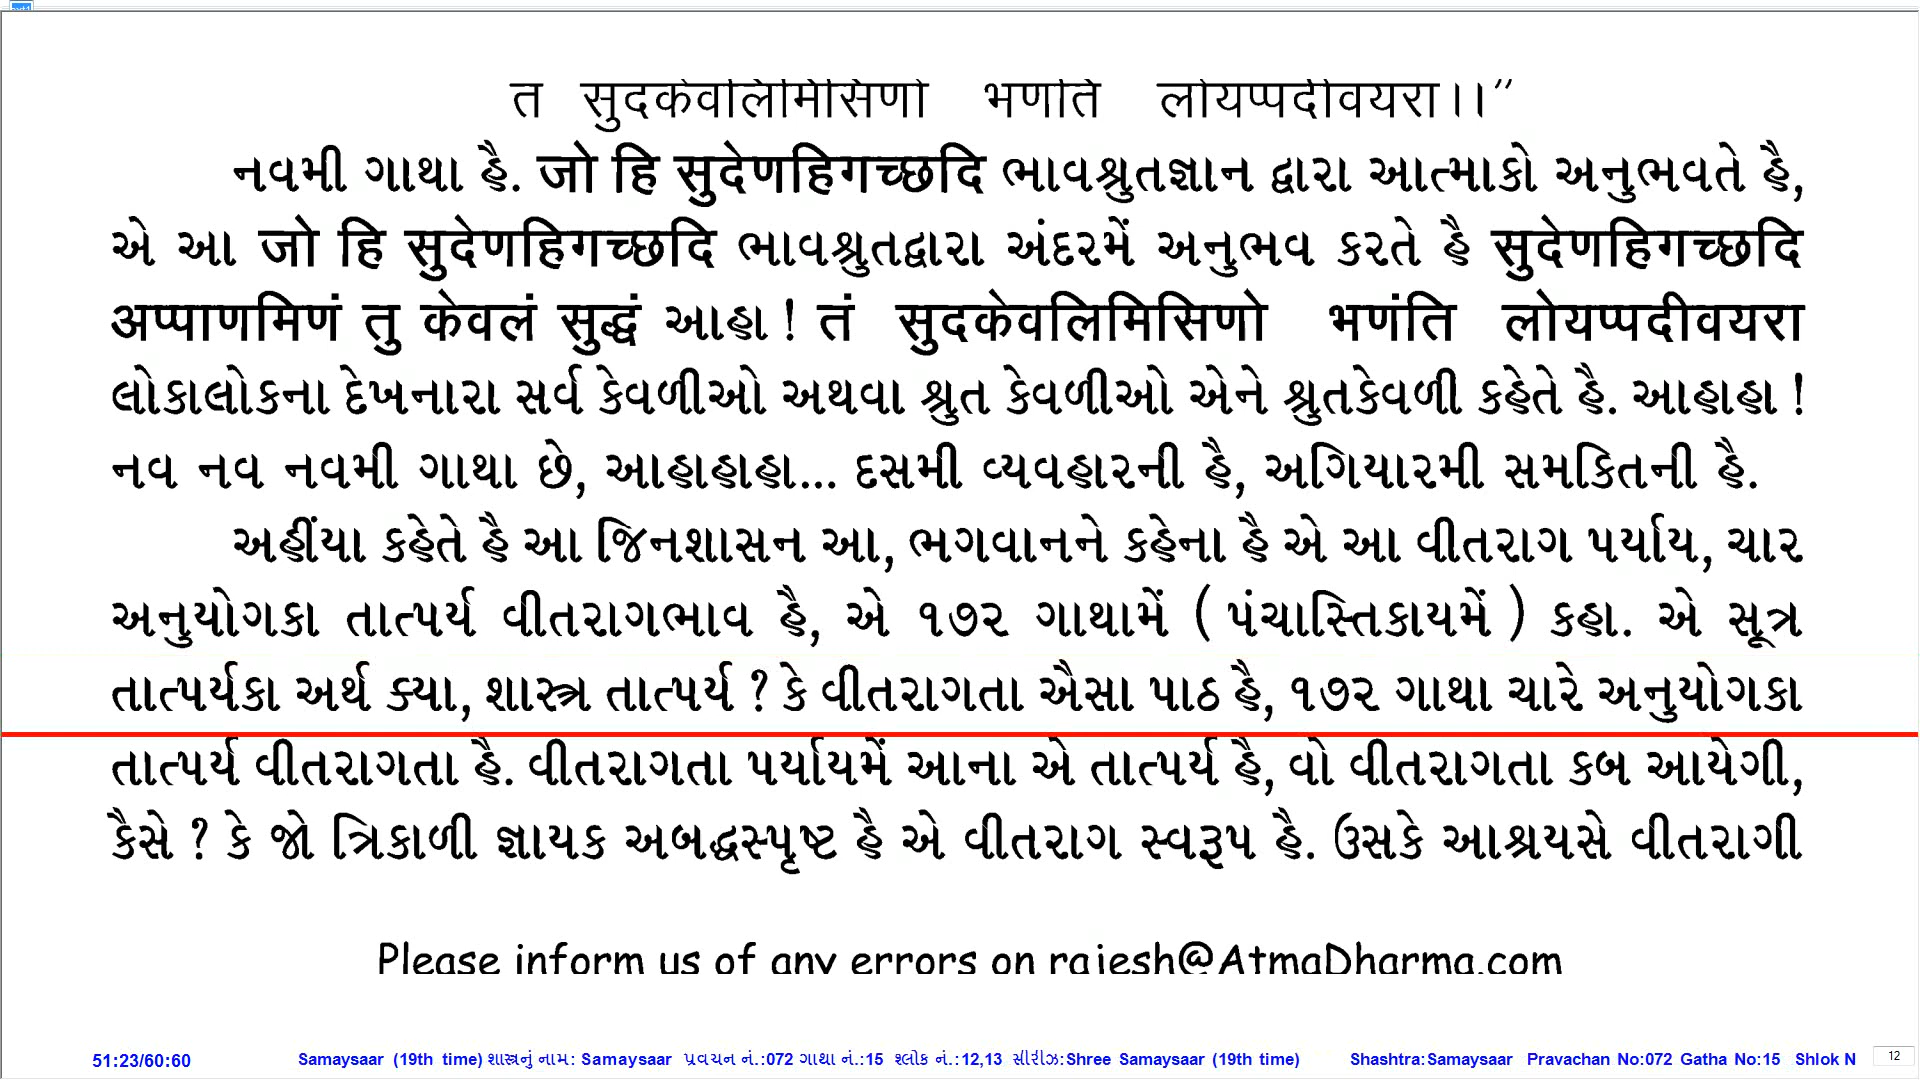 तं सुदकेवलिमिसिणो भणंति लोयप्पदीवयरा।।”
નવમી ગાથા હૈ. जो हि सुदेणहिगच्छदि ભાવશ્રુતજ્ઞાન દ્વારા આત્માકો અનુભવતે હૈ,
એ આ जो हि सुदेणहिगच्छदि ભાવશ્રુતદ્વારા અંદરમેં અનુભવ કરતે હૈ सुदेणहिगच्छदि
अप्पाणमिणं तु केवलं सुद्धं આહા ! तं सुदकेवलिमिसिणो भणंति लोयप्पदीवयरा
લોકાલોકના દેખનારા સર્વ કેવળીઓ અથવા શ્રુત કેવળીઓ એને શ્રુતકેવળી કહેતે હૈ. આહાહા !
નવ નવ નવમી ગાથા છે, આહાહાહા... દસમી વ્યવહારની હૈ, અગિયારમી સમકિતની હૈ.
અહીંયા કહેતે હૈ આ જિનશાસન આ, ભગવાનને કહેના હૈ એ આ વીતરાગ પર્યાય, ચાર
અનુયોગકા તાત્પર્ય વીતરાગભાવ હૈ, એ ૧૭૨ ગાથામેં ( પંચાસ્તિકાયમેં ) કહા. એ સૂત્ર
તાત્પર્યકા અર્થ ક્યા, શાસ્ત્ર તાત્પર્ય ? કે વીતરાગતા ઐસા પાઠ હૈ, ૧૭૨ ગાથા ચારે અનુયોગકા
તાત્પર્ય વીતરાગતા હૈ. વીતરાગતા પર્યાયમેં આના એ તાત્પર્ય હૈ, વો વીતરાગતા કબ આયેગી,
કૈસે ? કે જો ત્રિકાળી જ્ઞાયક અબદ્ધસ્પૃષ્ટ હૈ એ વીતરાગ સ્વરૂપ હૈ. ઉસકે આશ્રયસે વીતરાગી
Please inform us of any errors on rajesh@AtmaDharma.com
51:23/60:60 Samaysaar (19th time) શાસ્ત્રનું નામ: Samaysaar પ્રવચન નં.:072 ગાથા નં.:15 શ્લોક નં.:12,13 સીરીઝ:Shree Samaysaar (19th time) Shashtra:Samaysaar Pravachan No:072 Gatha No:15 Shlok N 12